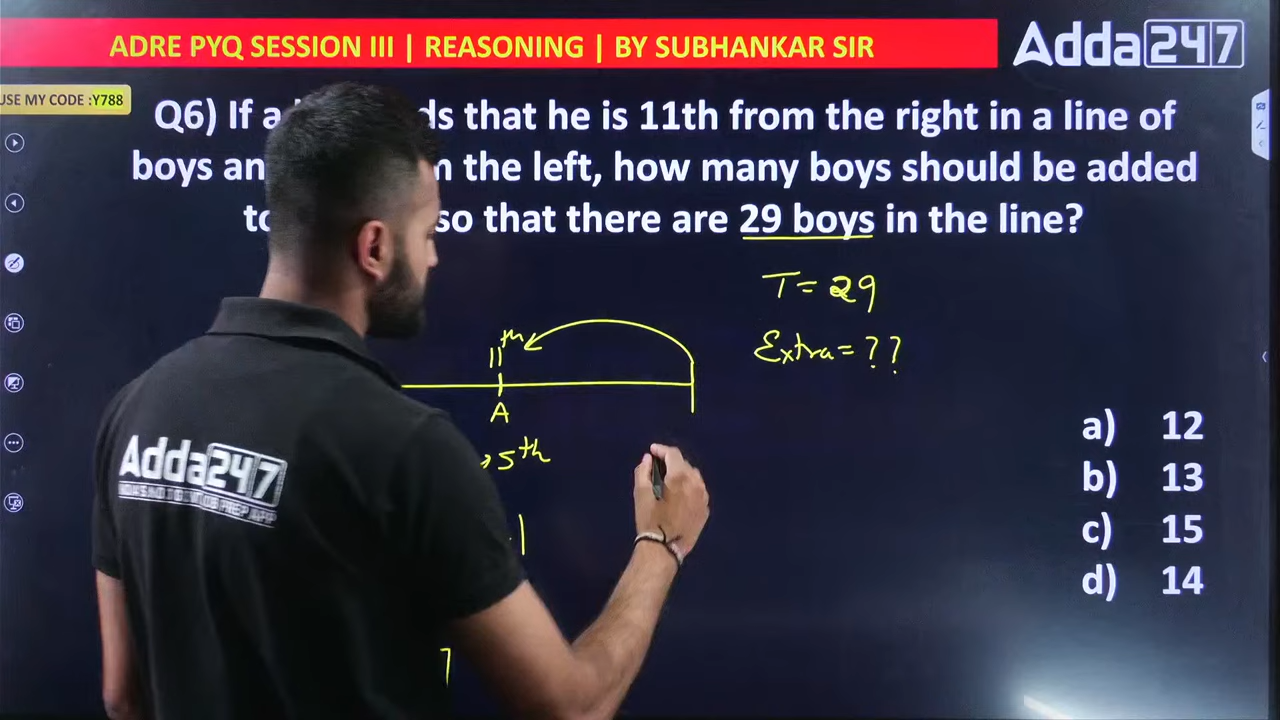 ADRE PYQ SESSION III | REASONING | BY SUBHANKAR SIR
Adda247
USE MY CODE :Y788
Q6) If a ds that he is 11th from the right in a line of
boys an the left, how many boys should be added
so that there are 29 boys in the line?
T = 29
Extra = ??
11th
A
5th
a) 12
b) 13
c) 15
d) 14
Adda247